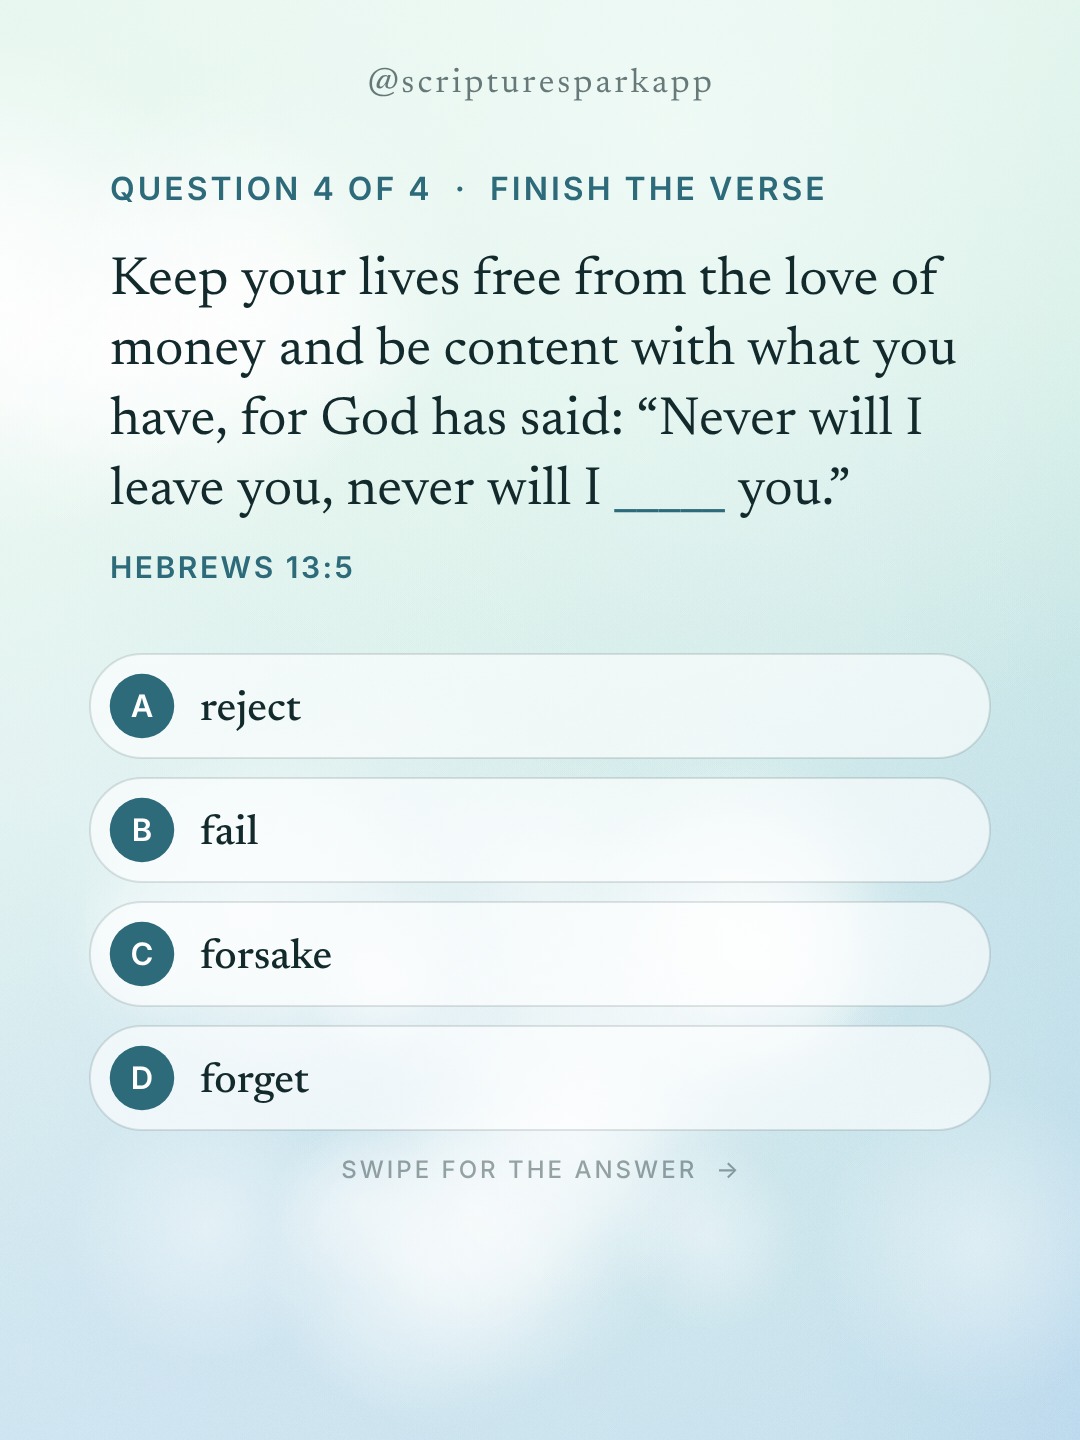 @scripturesparkapp
QUESTION 4 OF 4 · FINISH THE VERSE
Keep your lives free from the love of
money and be content with what you
have, for God has said: “Never will I
leave you, never will I _____ you.”
HEBREWS 13:5
A reject
B fail
C forsake
D forget
SWIPE FOR THE ANSWER →